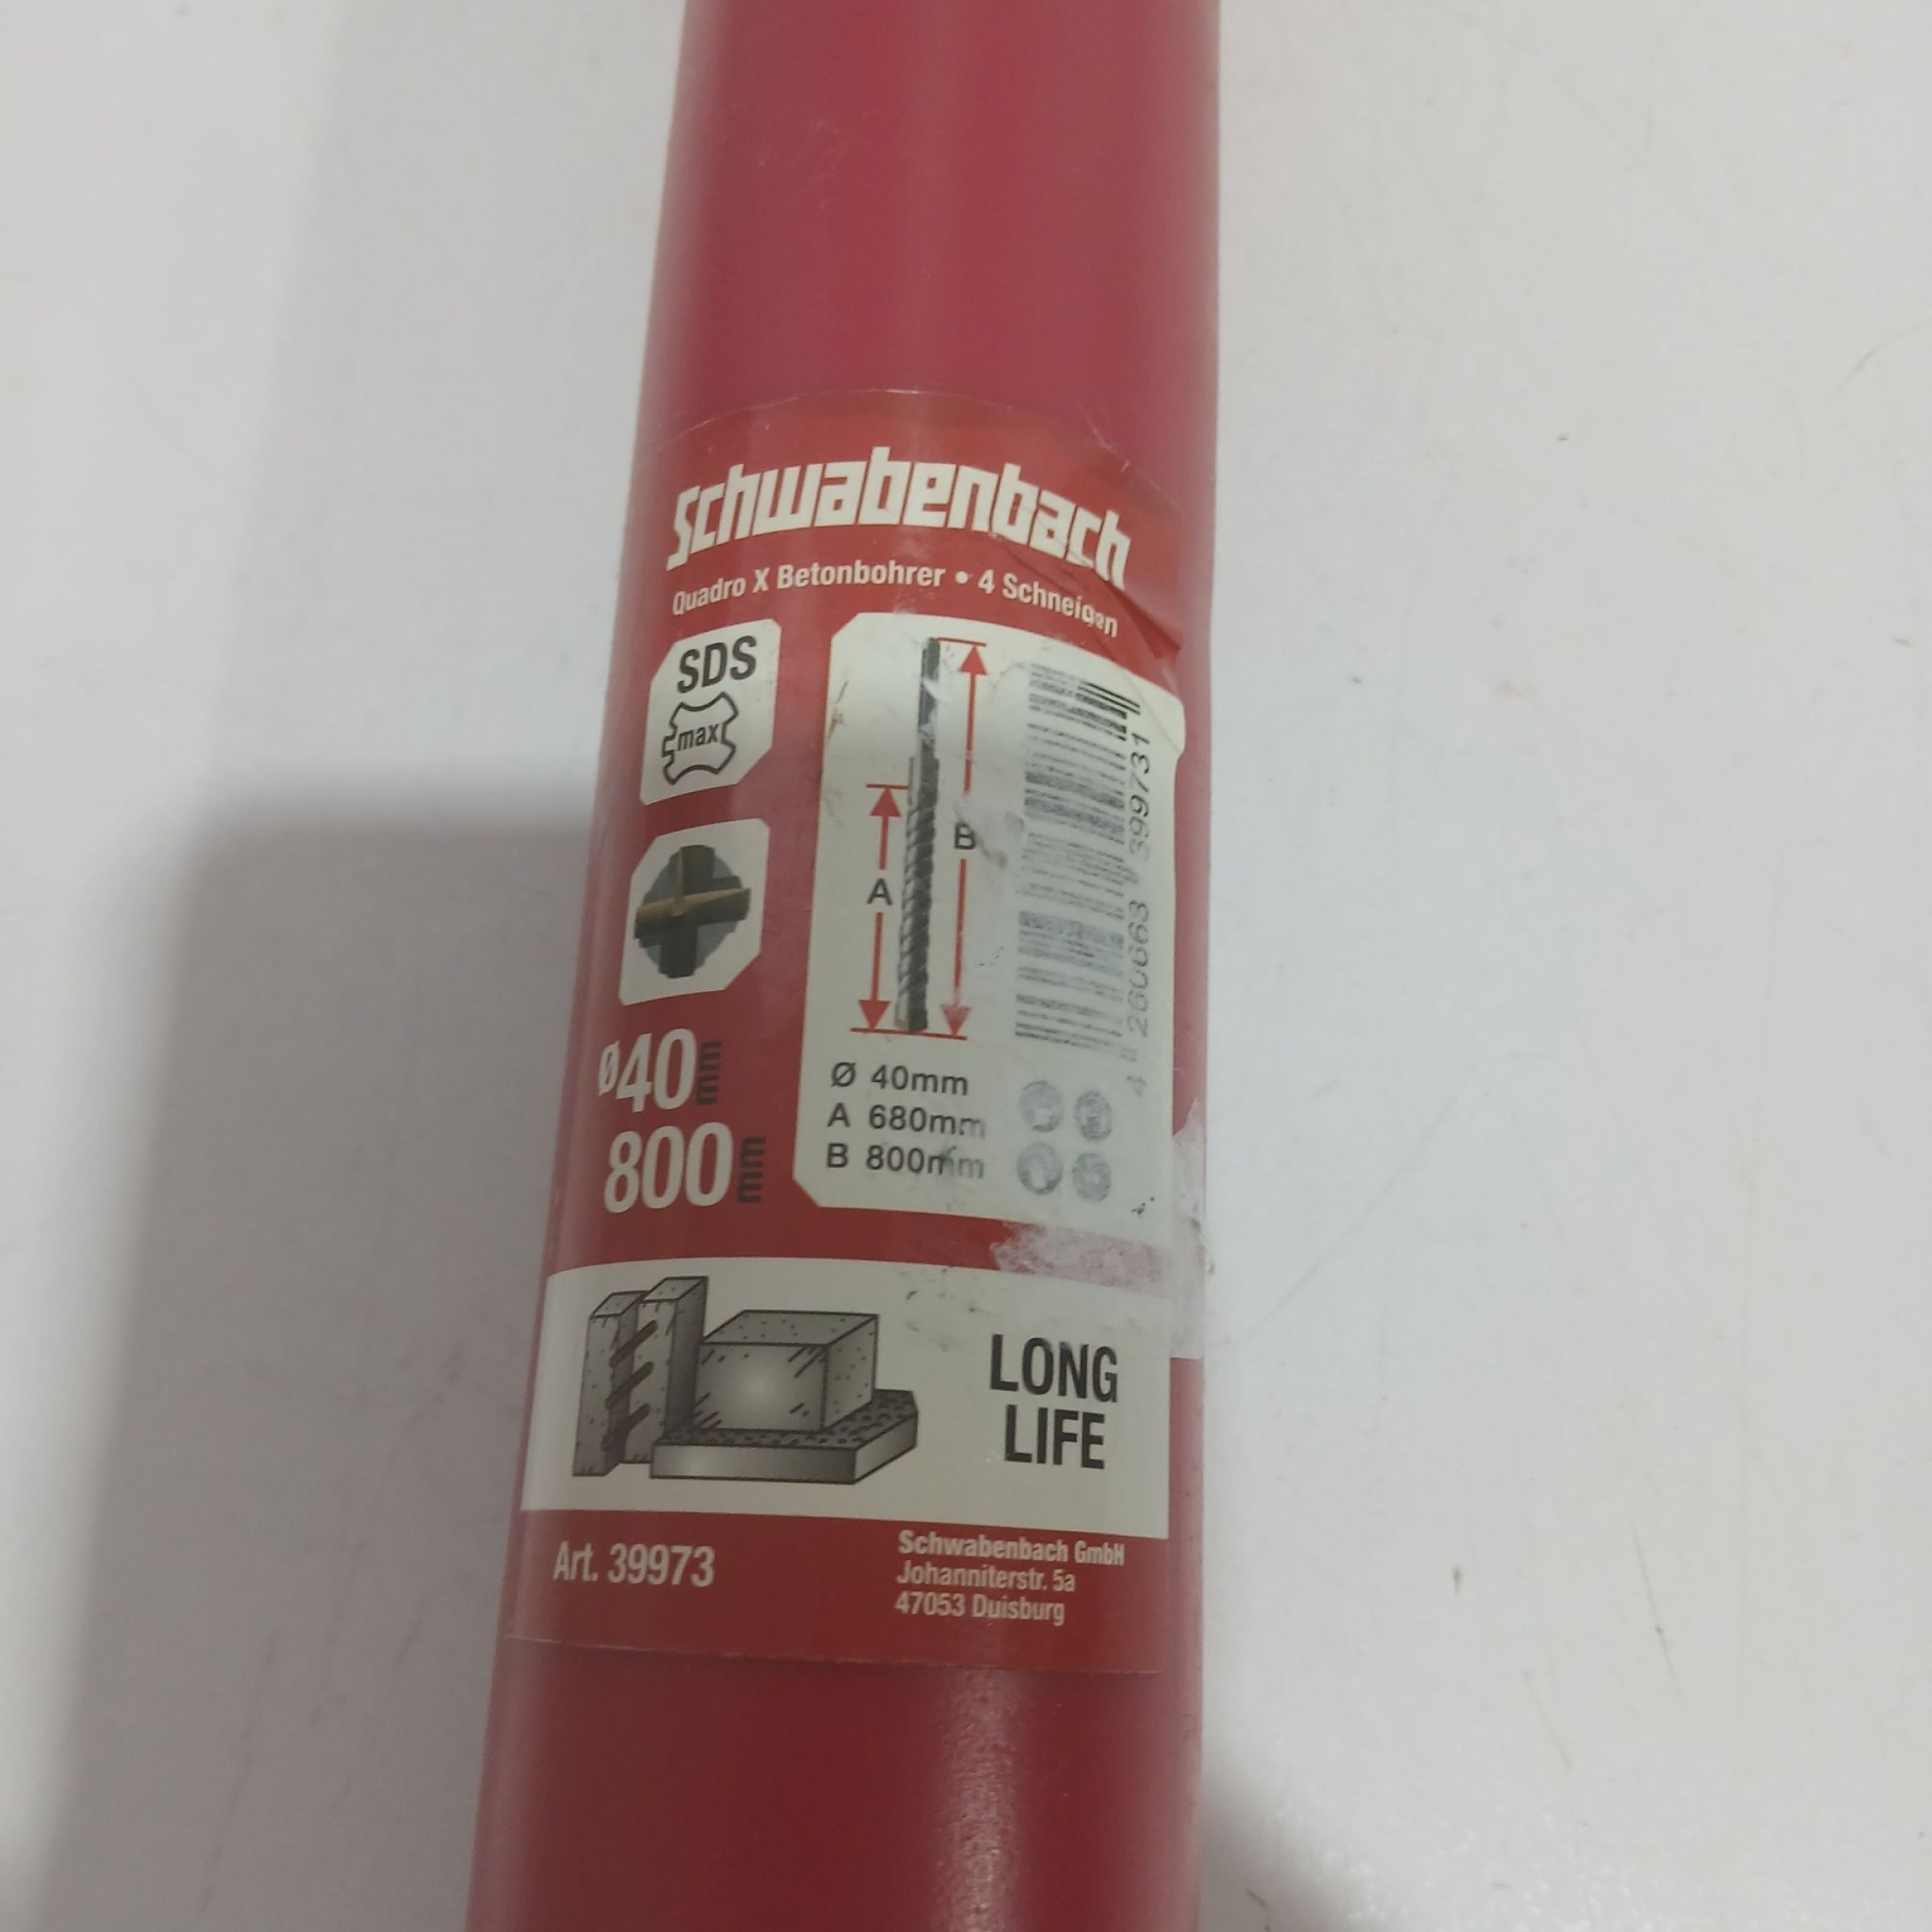 Schwabenbach
Quadro X Betonbohrer • 4 Schneiden
SDS
max
A
B
4 260663 399731
Ø40mm
800mm
Ø 40mm
A 680mm
B 800mm
LONG
LIFE
Art. 39973
Schwabenbach GmbH
Johanniterstr. 5a
47053 Duisburg